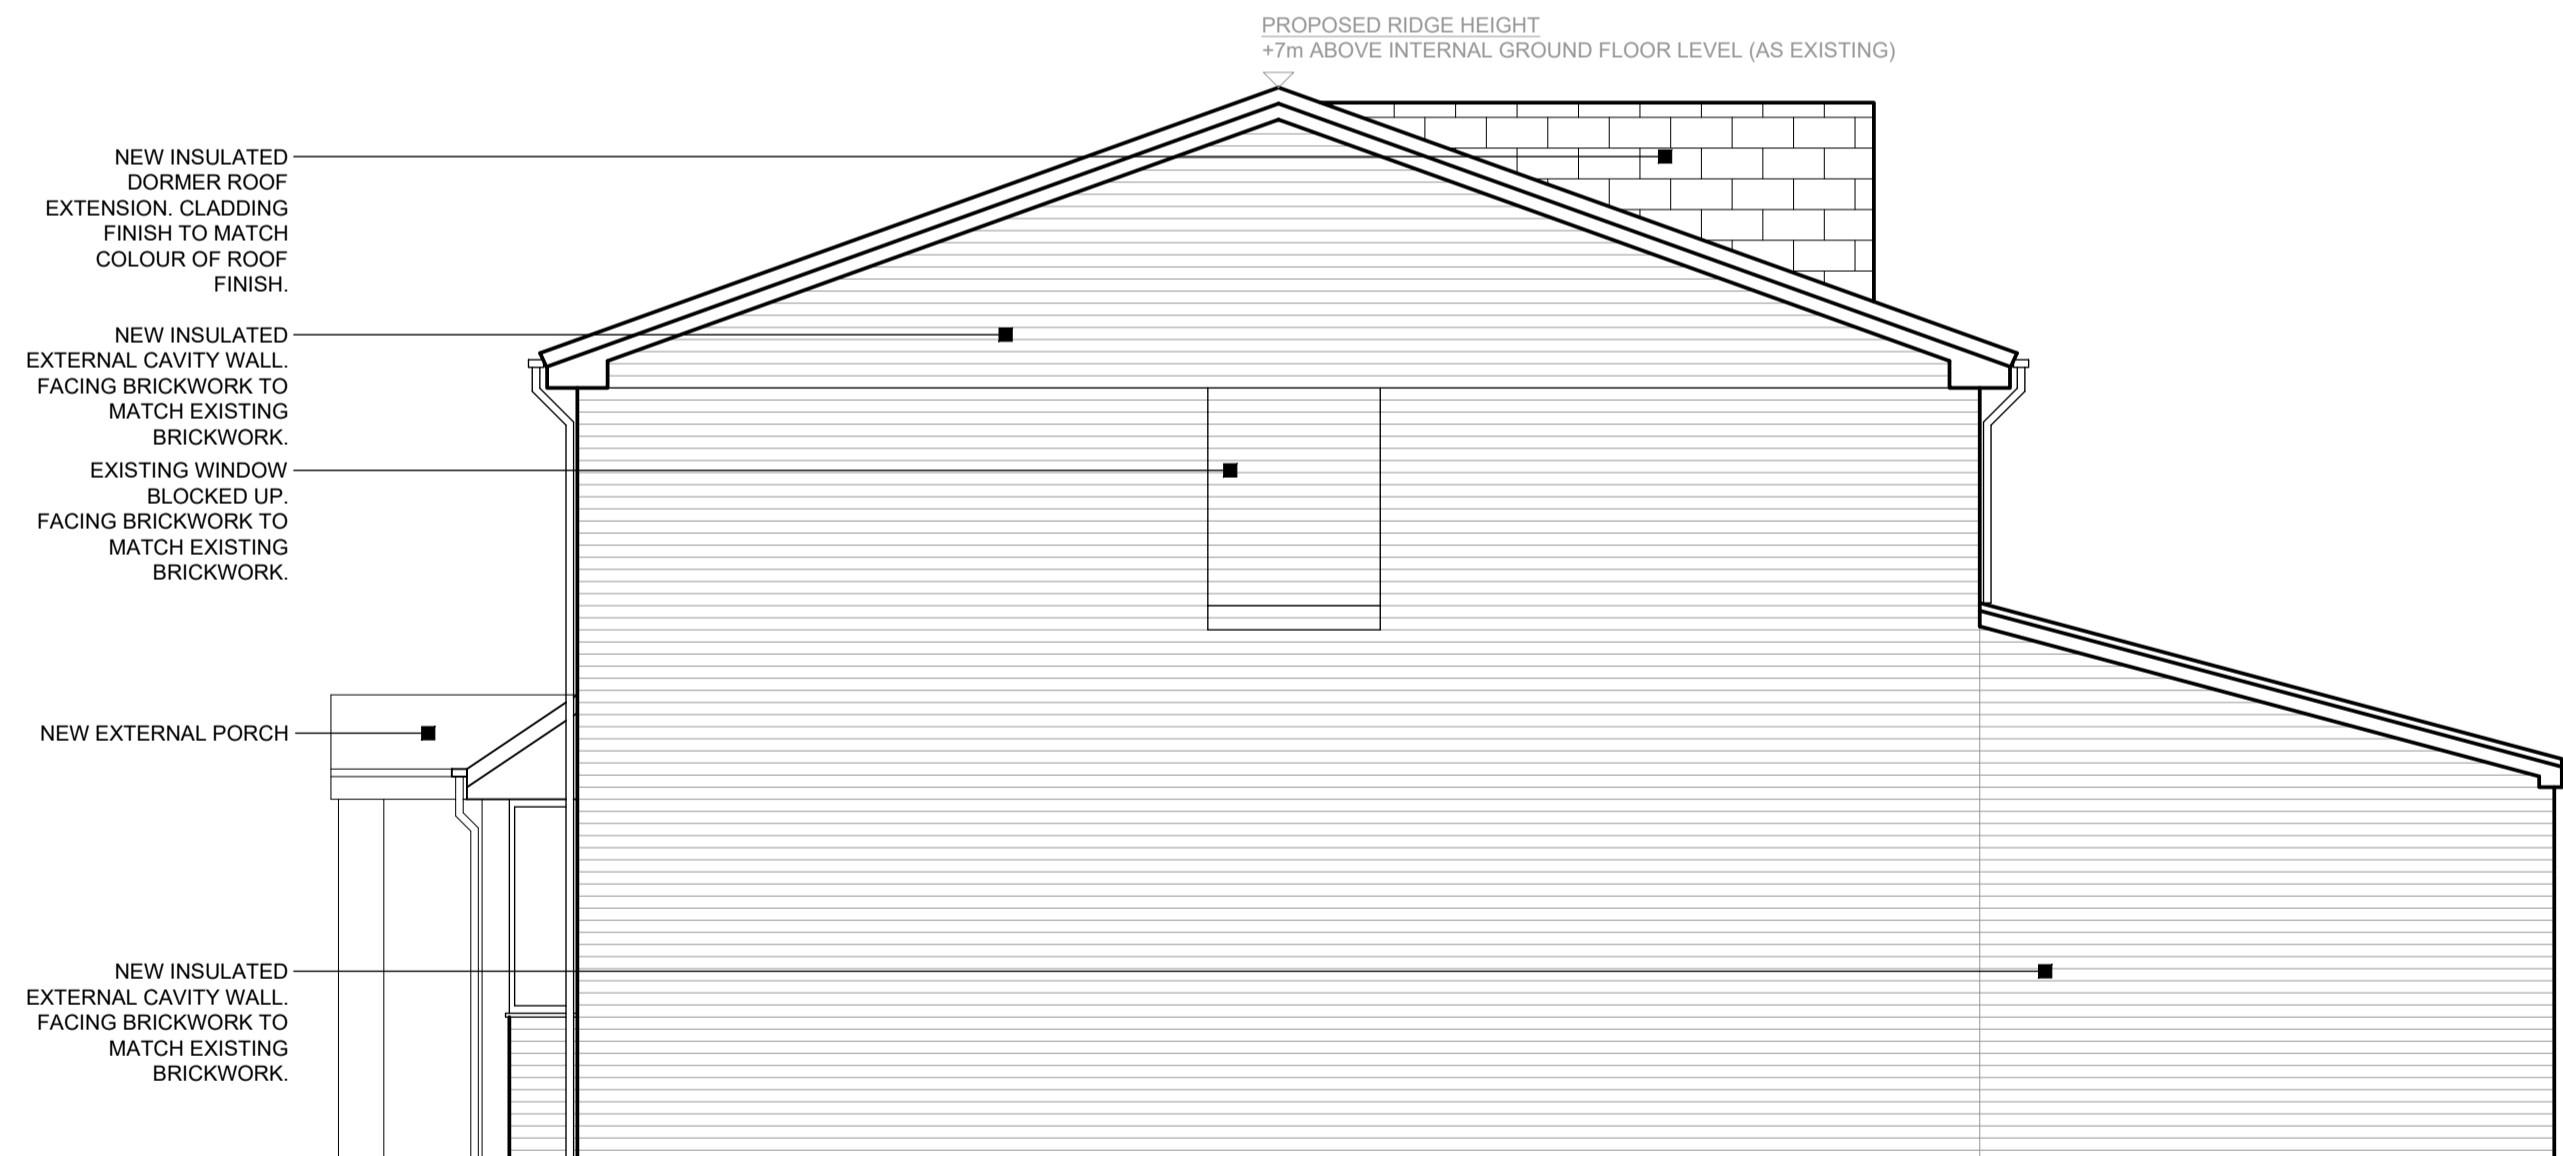 PROPOSED RIDGE HEIGHT
+7m ABOVE INTERNAL GROUND FLOOR LEVEL (AS EXISTING)
NEW INSULATED
DORMER ROOF
EXTENSION. CLADDING
FINISH TO MATCH
COLOUR OF ROOF
FINISH.
NEW INSULATED
EXTERNAL CAVITY WALL.
FACING BRICKWORK TO
MATCH EXISTING
BRICKWORK.
EXISTING WINDOW
BLOCKED UP.
FACING BRICKWORK TO
MATCH EXISTING
BRICKWORK.
NEW EXTERNAL PORCH
NEW INSULATED
EXTERNAL CAVITY WALL.
FACING BRICKWORK TO
MATCH EXISTING
BRICKWORK.